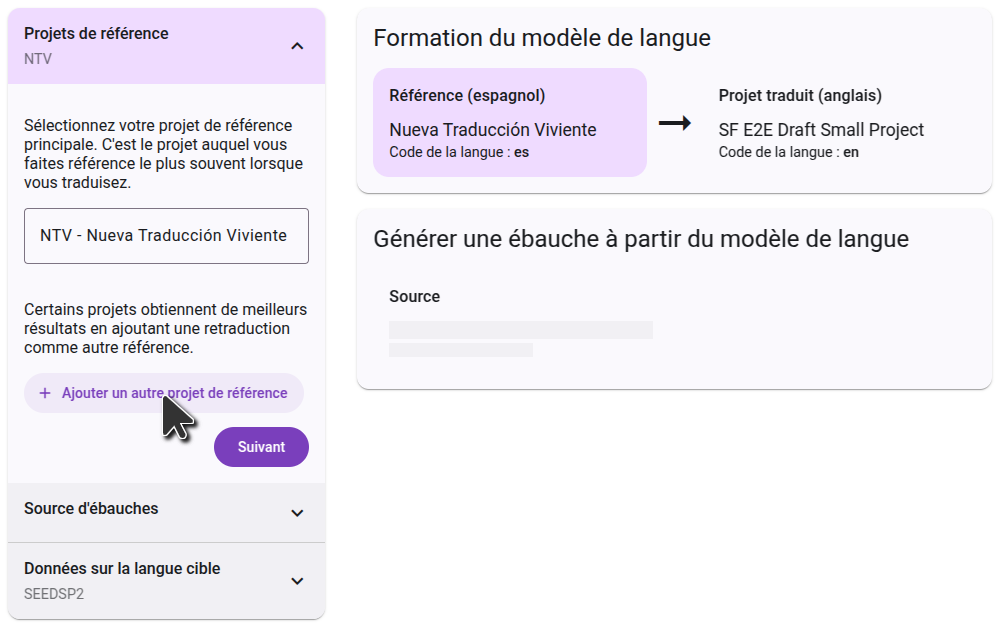 Projets de référence
NTV
Sélectionnez votre projet de référence
principale. C'est le projet auquel vous
faites référence le plus souvent lorsque
vous traduisez.
NTV - Nueva Traducción Viviente
Certains projets obtiennent de meilleurs
résultats en ajoutant une retraduction
comme autre référence.
+ Ajouter un autre projet de référence
Suivant
Source d'ébauches
Données sur la langue cible
SEEDSP2
Formation du modèle de langue
Référence (espagnol)
Nueva Traducción Viviente
Code de la langue : es
Projet traduit (anglais)
SF E2E Draft Small Project
Code de la langue : en
Générer une ébauche à partir du modèle de langue
Source